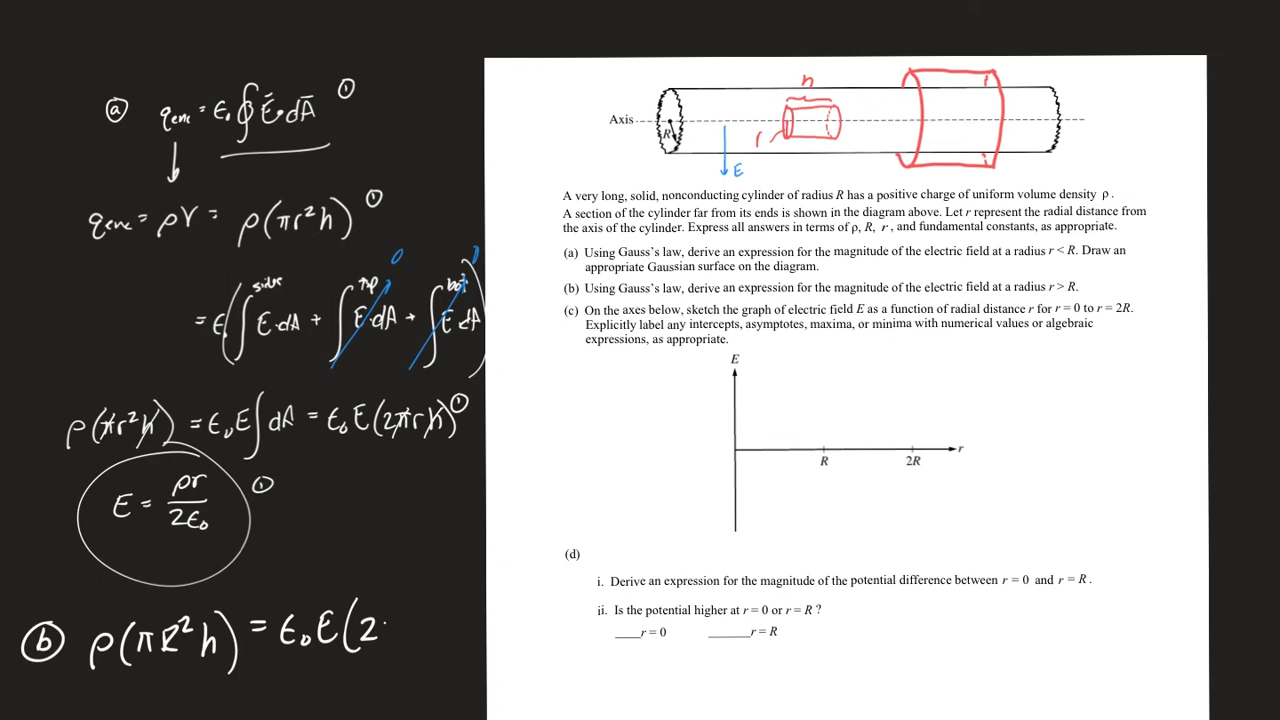 ⓐ q_enc = ε₀ ∮ E⃗ · dA⃗ ①
q_enc = ρV = ρ(πr²h) ①
= ε₀(∫^side E·dA + ∫^top E·dA + ∫^bot E·dA) 0 0
ρ(πr²h) = ε₀E∫dA = ε₀E(2πrh) ①
E = ρr / 2ε₀ ①
ⓑ ρ(πR²h) = ε₀E(2
h
Axis
R
r
E
A very long, solid, nonconducting cylinder of radius R has a positive charge of uniform volume density ρ .
A section of the cylinder far from its ends is shown in the diagram above. Let r represent the radial distance from
the axis of the cylinder. Express all answers in terms of ρ, R, r , and fundamental constants, as appropriate.
(a) Using Gauss's law, derive an expression for the magnitude of the electric field at a radius r < R. Draw an
appropriate Gaussian surface on the diagram.
(b) Using Gauss's law, derive an expression for the magnitude of the electric field at a radius r > R.
(c) On the axes below, sketch the graph of electric field E as a function of radial distance r for r = 0 to r = 2R.
Explicitly label any intercepts, asymptotes, maxima, or minima with numerical values or algebraic
expressions, as appropriate.
E
r
R 2R
(d)
i. Derive an expression for the magnitude of the potential difference between r = 0 and r = R .
ii. Is the potential higher at r = 0 or r = R ?
____r = 0 ______r = R